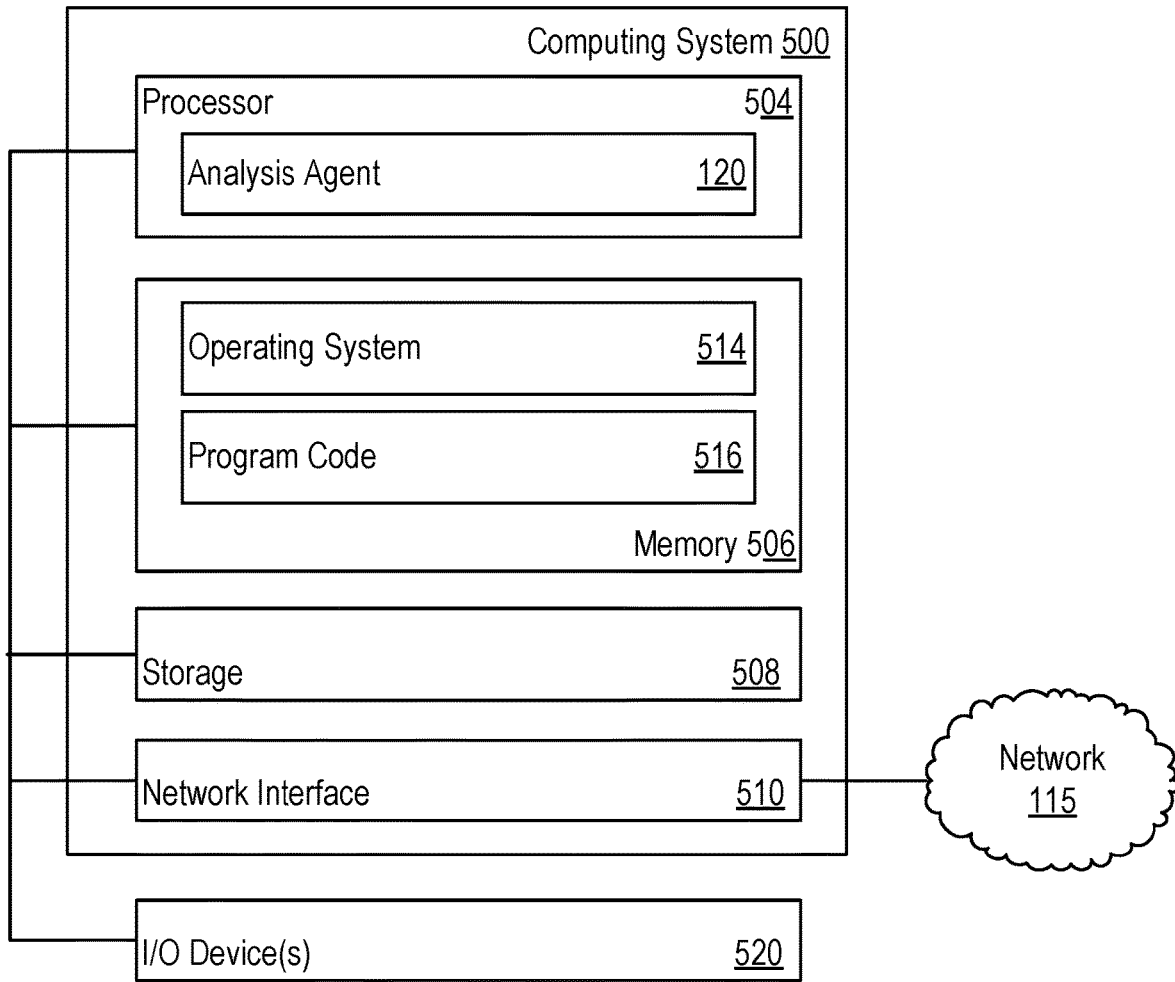 Computing System 500
Processor 504
Analysis Agent 120
Operating System 514
Program Code 516
Memory 506
Storage 508
Network Interface 510
Network
115
I/O Device(s) 520